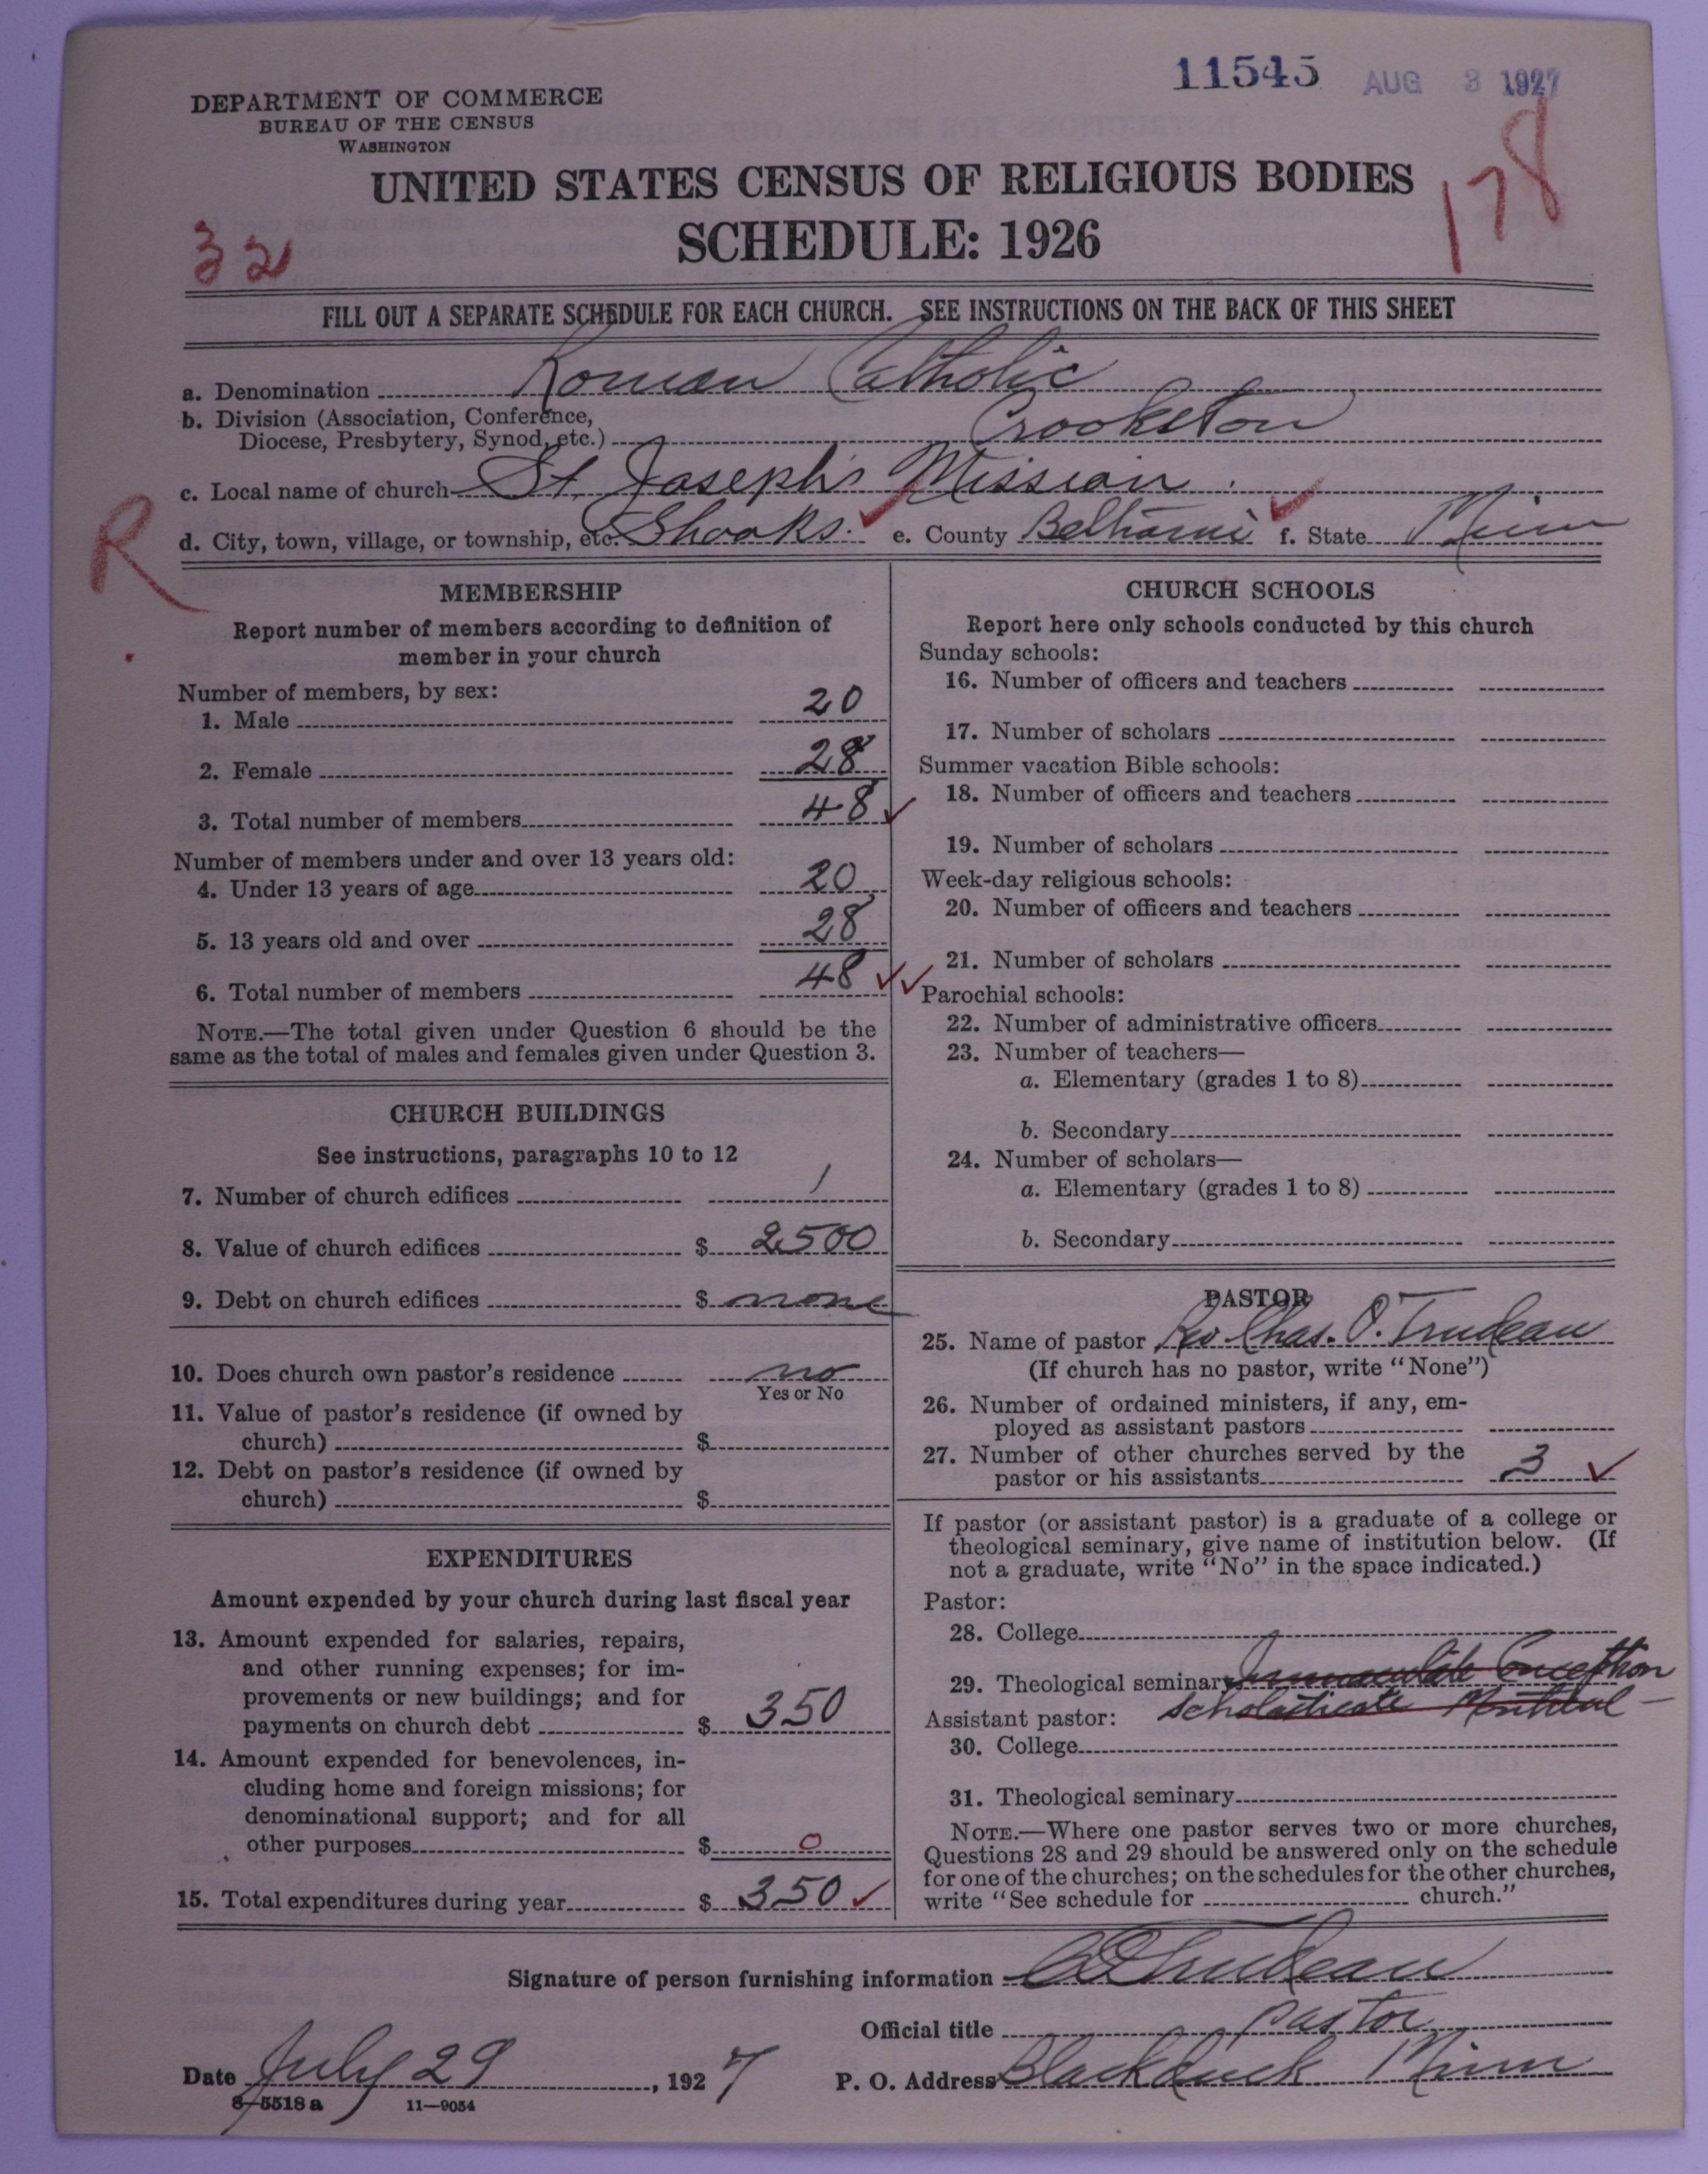 11545 AUG 3 1927
DEPARTMENT OF COMMERCE
BUREAU OF THE CENSUS
WASHINGTON
UNITED STATES CENSUS OF RELIGIOUS BODIES
SCHEDULE: 1926
32
178
FILL OUT A SEPARATE SCHEDULE FOR EACH CHURCH. SEE INSTRUCTIONS ON THE BACK OF THIS SHEET
a. Denomination Roman Catholic
b. Division (Association, Conference,
Diocese, Presbytery, Synod, etc.) Crookston
c. Local name of church St. Joseph's Mission
d. City, town, village, or township, etc. Shooks. e. County Beltrami f. State Minn
R
MEMBERSHIP
Report number of members according to definition of
member in your church
Number of members, by sex:
1. Male 20
2. Female 28
3. Total number of members 48
Number of members under and over 13 years old:
4. Under 13 years of age 20
5. 13 years old and over 28
6. Total number of members 48
NOTE.—The total given under Question 6 should be the
same as the total of males and females given under Question 3.
CHURCH BUILDINGS
See instructions, paragraphs 10 to 12
7. Number of church edifices 1
8. Value of church edifices $ 2500
9. Debt on church edifices $ none
10. Does church own pastor's residence no
Yes or No
11. Value of pastor's residence (if owned by
church) $
12. Debt on pastor's residence (if owned by
church) $
EXPENDITURES
Amount expended by your church during last fiscal year
13. Amount expended for salaries, repairs,
and other running expenses; for im-
provements or new buildings; and for
payments on church debt $ 350
14. Amount expended for benevolences, in-
cluding home and foreign missions; for
denominational support; and for all
other purposes $ 0
15. Total expenditures during year $ 350
CHURCH SCHOOLS
Report here only schools conducted by this church
Sunday schools:
16. Number of officers and teachers
17. Number of scholars
Summer vacation Bible schools:
18. Number of officers and teachers
19. Number of scholars
Week-day religious schools:
20. Number of officers and teachers
21. Number of scholars
Parochial schools:
22. Number of administrative officers
23. Number of teachers—
a. Elementary (grades 1 to 8)
b. Secondary
24. Number of scholars—
a. Elementary (grades 1 to 8)
b. Secondary
PASTOR
25. Name of pastor Rev Chas. O. Trudeau
(If church has no pastor, write "None")
26. Number of ordained ministers, if any, em-
ployed as assistant pastors
27. Number of other churches served by the
pastor or his assistants 3
If pastor (or assistant pastor) is a graduate of a college or
theological seminary, give name of institution below. (If
not a graduate, write "No" in the space indicated.)
Pastor:
28. College
29. Theological seminary Immaculate Conception
Scholasticate Montreal
Assistant pastor:
30. College
31. Theological seminary
NOTE.—Where one pastor serves two or more churches,
Questions 28 and 29 should be answered only on the schedule
for one of the churches; on the schedules for the other churches,
write "See schedule for church."
Signature of person furnishing information CO Trudeau
Official title pastor
Date July 29, 1927 P. O. Address Blackduck Minn
8—5518 a 11—9054